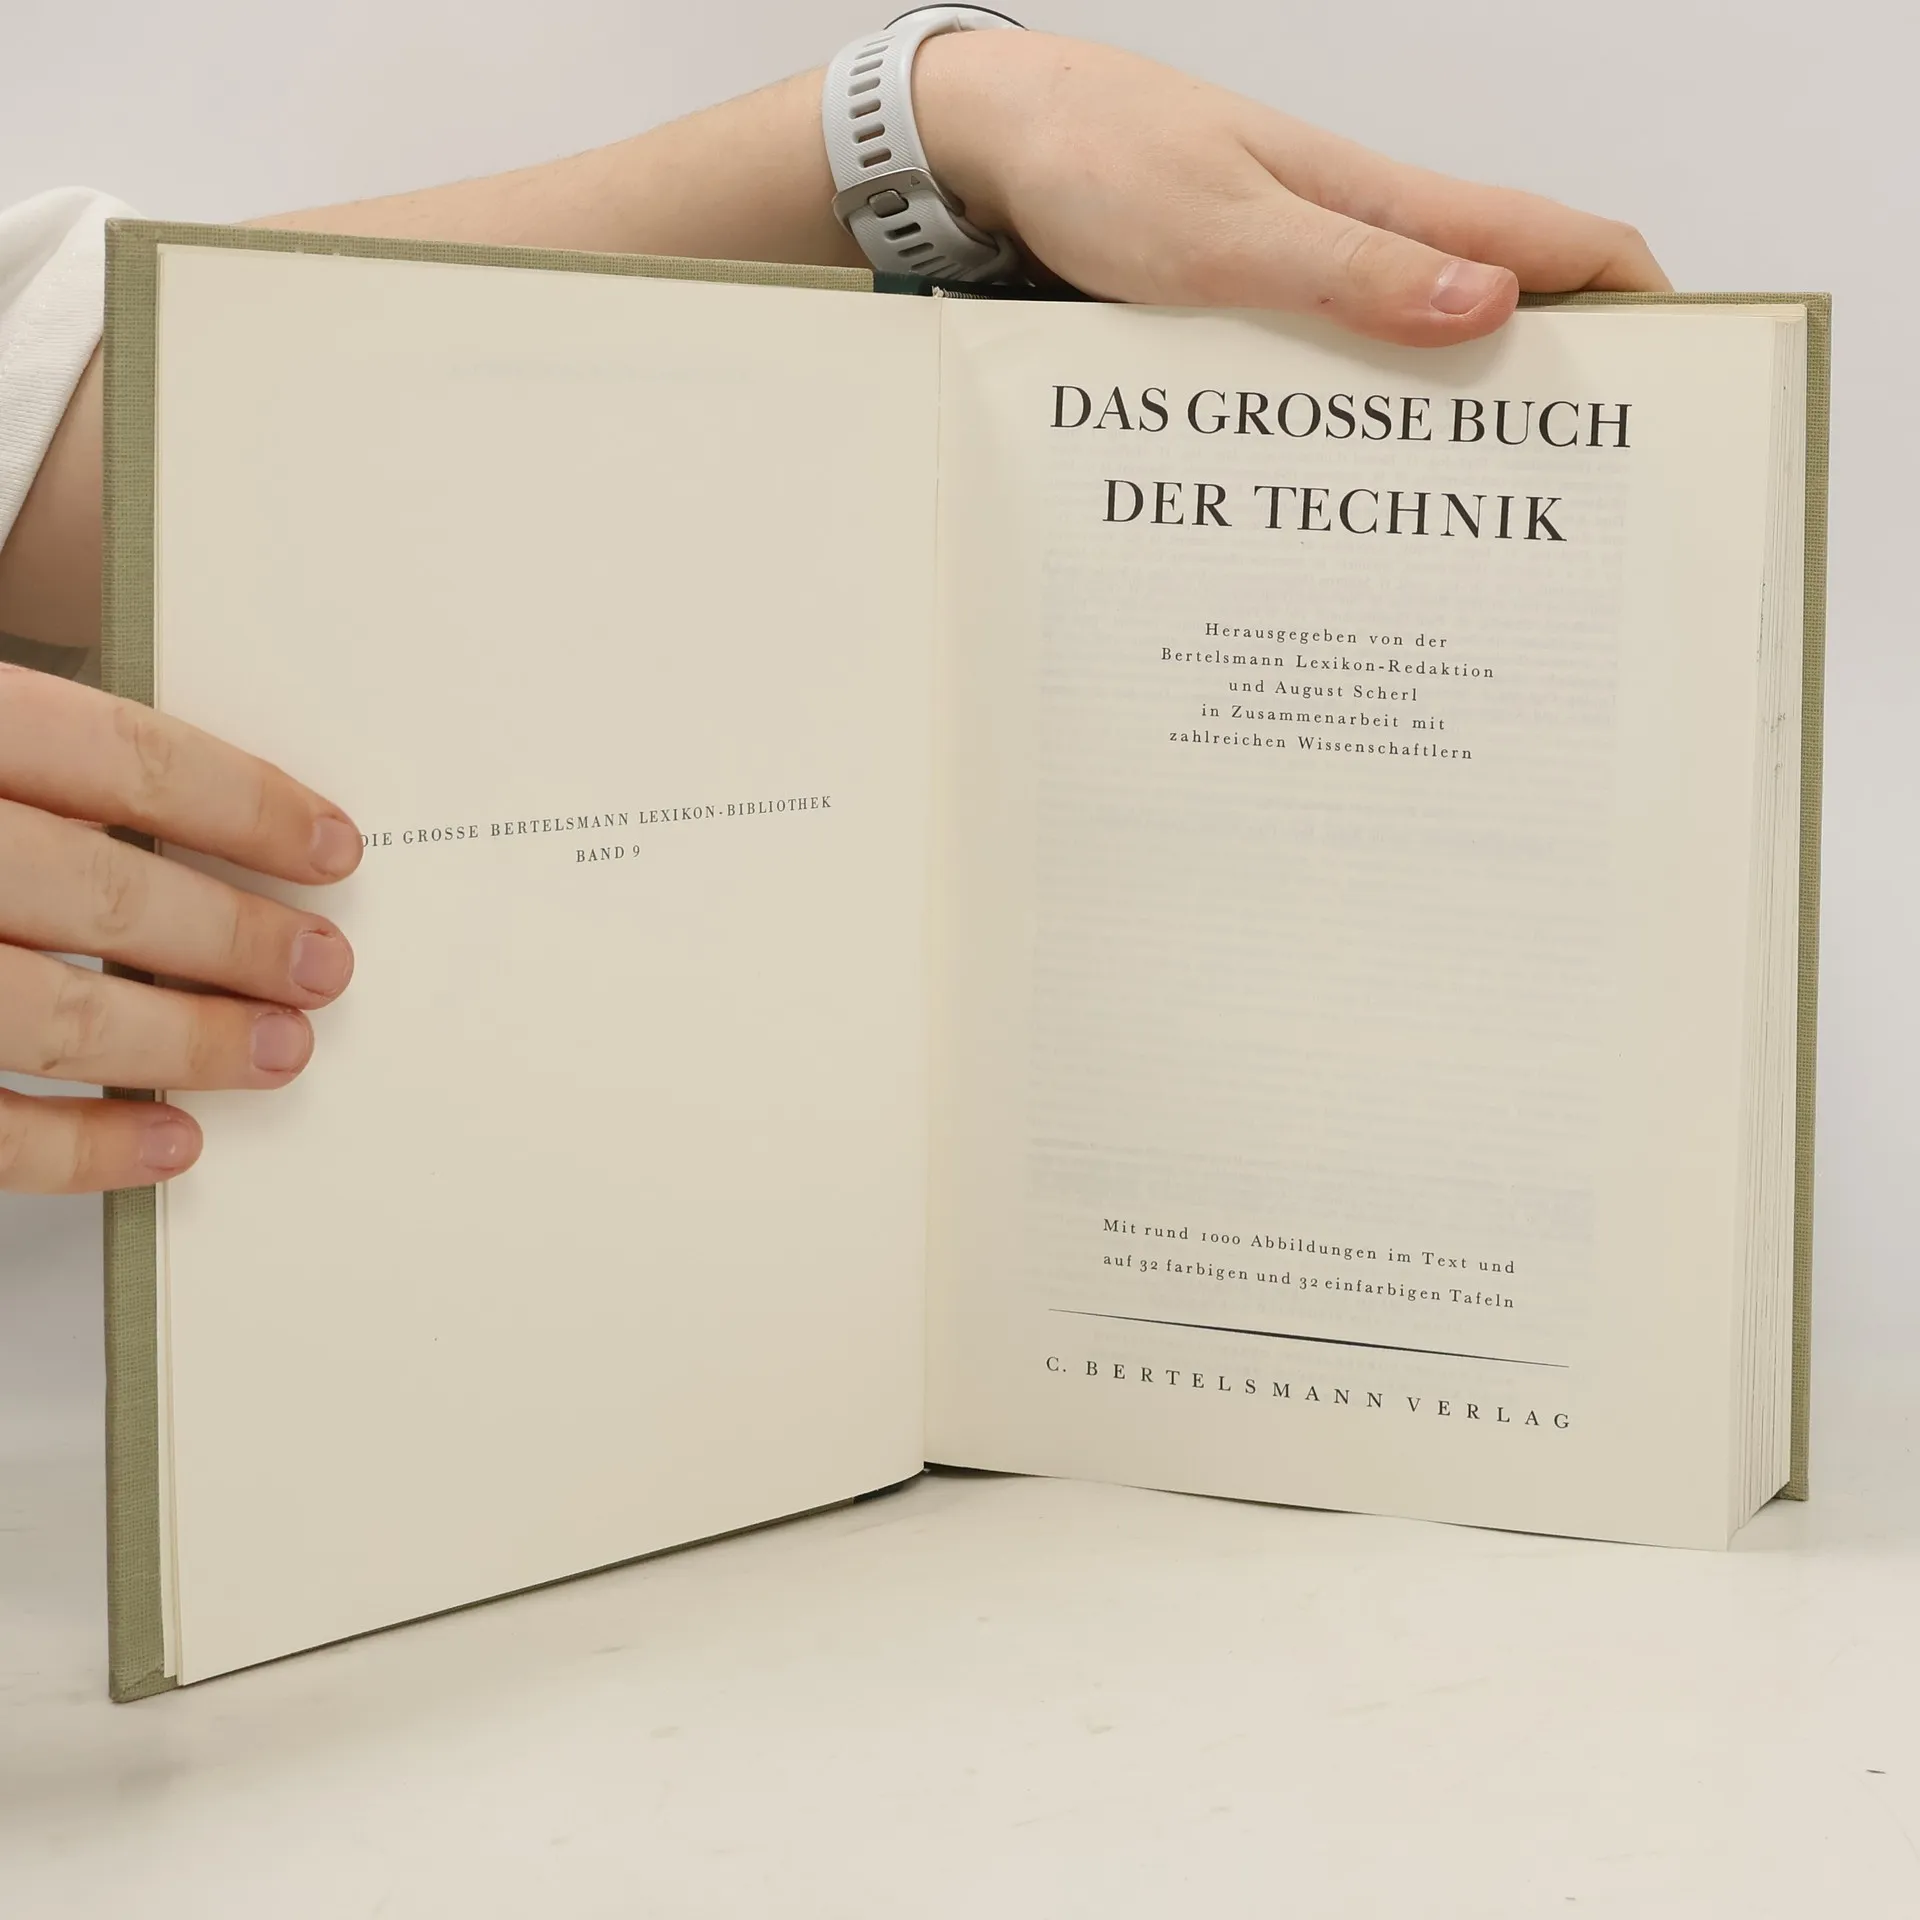 DIE GROSSE BERTELSMANN LEXIKON-BIBLIOTHEK
BAND 9
DAS GROSSE BUCH
DER TECHNIK
Herausgegeben von der
Bertelsmann Lexikon-Redaktion
und August Scherl
in Zusammenarbeit mit
zahlreichen Wissenschaftlern
Mit rund 1000 Abbildungen im Text und
auf 32 farbigen und 32 einfarbigen Tafeln
C. BERTELSMANN VERLAG